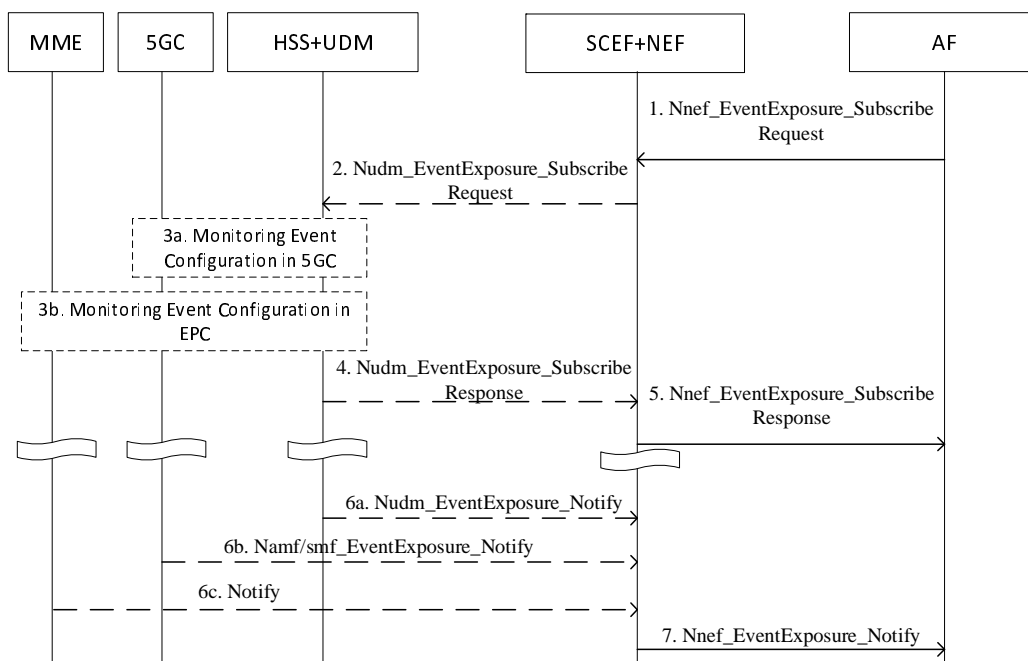 MME
5GC
HSS+UDM
SCEF+NEF
AF
1. Nnef_EventExposure_Subscribe
Request
2. Nudm_EventExposure_Subscribe
Request
3a. Monitoring Event
Configuration in 5GC
3b. Monitoring Event Configuration in
EPC
4. Nudm_EventExposure_Subscribe
Response
5. Nnef_EventExposure_Subscribe
Response
6a. Nudm_EventExposure_Notify
6b. Namf/smf_EventExposure_Notify
6c. Notify
7. Nnef_EventExposure_Notify